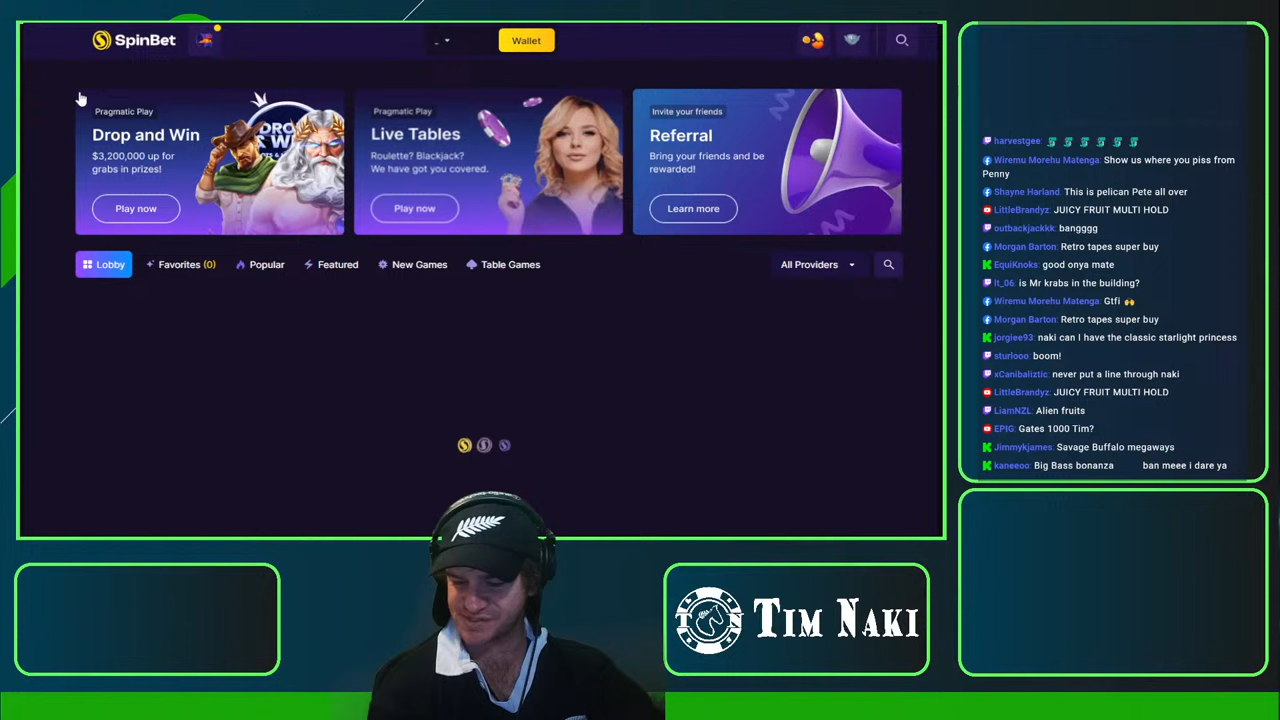 SpinBet
Wallet
Pragmatic Play
Drop and Win
$3,200,000 up for
grabs in prizes!
Play now
Pragmatic Play
Live Tables
Roulette? Blackjack?
We have got you covered.
Play now
Invite your friends
Referral
Bring your friends and be
rewarded!
Learn more
Lobby
Favorites (0)
Popular
Featured
New Games
Table Games
All Providers
harvestgee:
Wiremu Morehu Matenga: Show us where you piss from
Penny
Shayne Harland: This is pelican Pete all over
LittleBrandyz: JUICY FRUIT MULTI HOLD
outbackjackkk: bangggg
Morgan Barton: Retro tapes super buy
EquiKnoks: good onya mate
lt_06: is Mr krabs in the building?
Wiremu Morehu Matenga: Gtfi 🙌
Morgan Barton: Retro tapes super buy
jorgiee93: naki can I have the classic starlight princess
sturlooo: boom!
xCanibaliztic: never put a line through naki
LittleBrandyz: JUICY FRUIT MULTI HOLD
LiamNZL: Alien fruits
EPIG: Gates 1000 Tim?
Jimmykjames: Savage Buffalo megaways
kaneeoo: Big Bass bonanza ban meee i dare ya
TIM NAKI